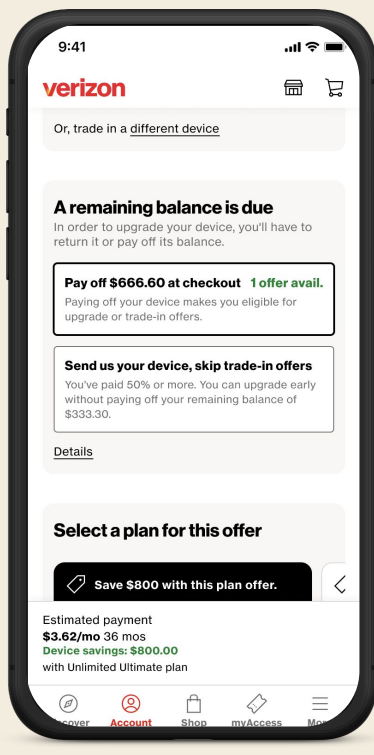 9:41
verizon
Or, trade in a different device
A remaining balance is due
In order to upgrade your device, you'll have to
return it or pay off its balance.
Pay off $666.60 at checkout 1 offer avail.
Paying off your device makes you eligible for
upgrade or trade-in offers.
Send us your device, skip trade-in offers
You've paid 50% or more. You can upgrade early
without paying off your remaining balance of
$333.30.
Details
Select a plan for this offer
Save $800 with this plan offer.
Estimated payment
$3.62/mo 36 mos
Device savings: $800.00
with Unlimited Ultimate plan
Account Shop myAccess